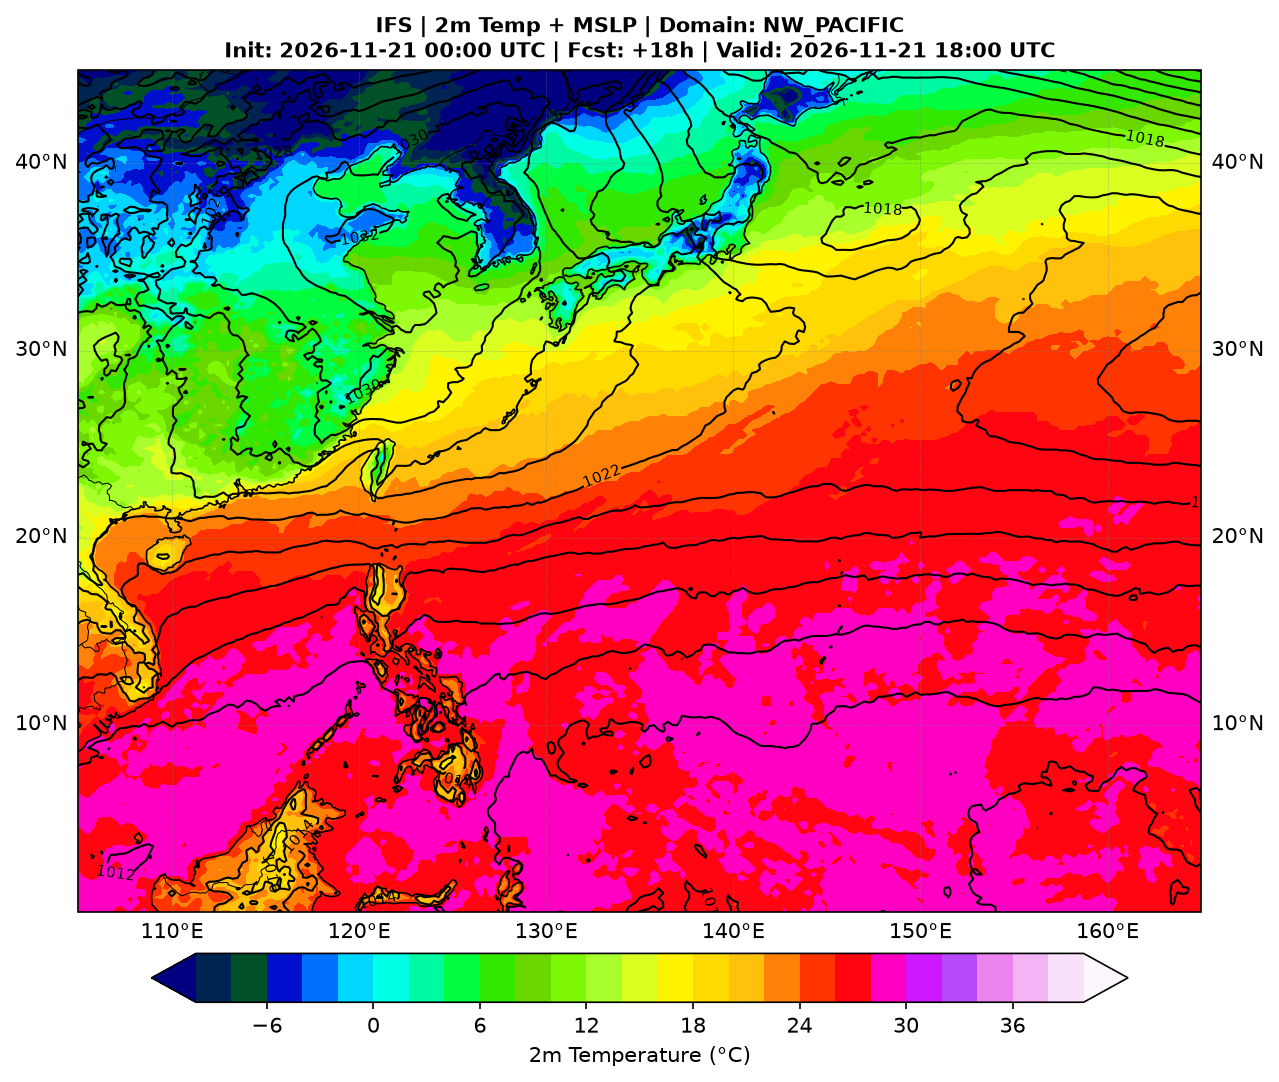 IFS | 2m Temp + MSLP | Domain: NW_PACIFIC
Init: 2026-11-21 00:00 UTC | Fcst: +18h | Valid: 2026-11-21 18:00 UTC
1030
1018
40°N
40°N
1018
1032
30°N
30°N
1030
1022
20°N
20°N
10°N
10°N
1014
1012
110°E
120°E
130°E
140°E
150°E
160°E
−6
0
6
12
18
24
30
36
2m Temperature (°C)